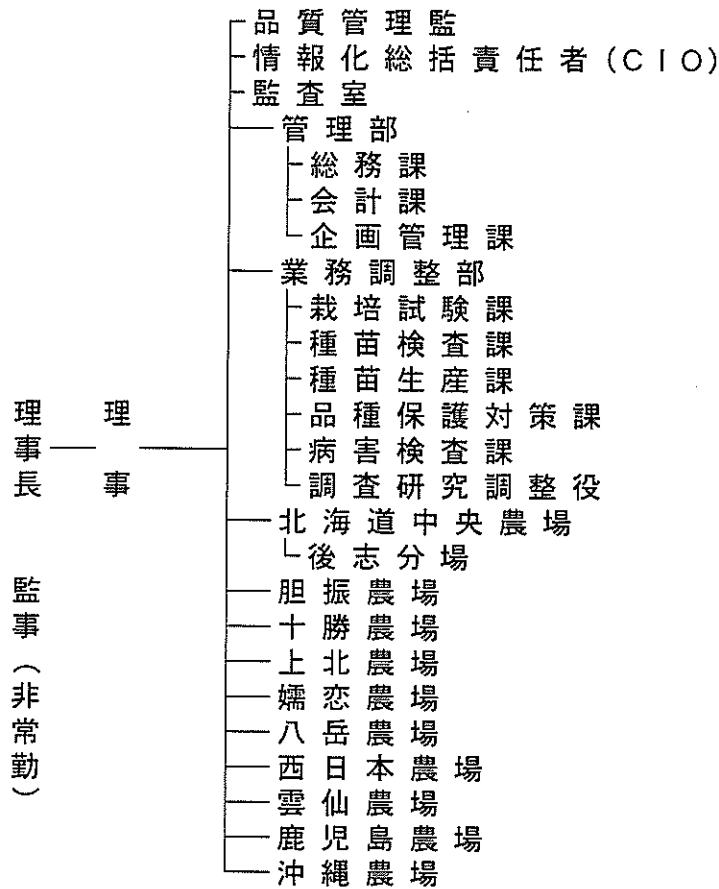 品質管理監
情報化総括責任者(CIO)
監査室
管理部
総務課
会計課
企画管理課
業務調整部
栽培試験課
種苗検査課
種苗生産課
品種保護対策課
病害検査課
調査研究調整役
理事長
理事
北海道中央農場
後志分場
胆振農場
十勝農場
上北農場
嬬恋農場
八岳農場
西日本農場
雲仙農場
鹿児島農場
沖縄農場
監事(非常勤)